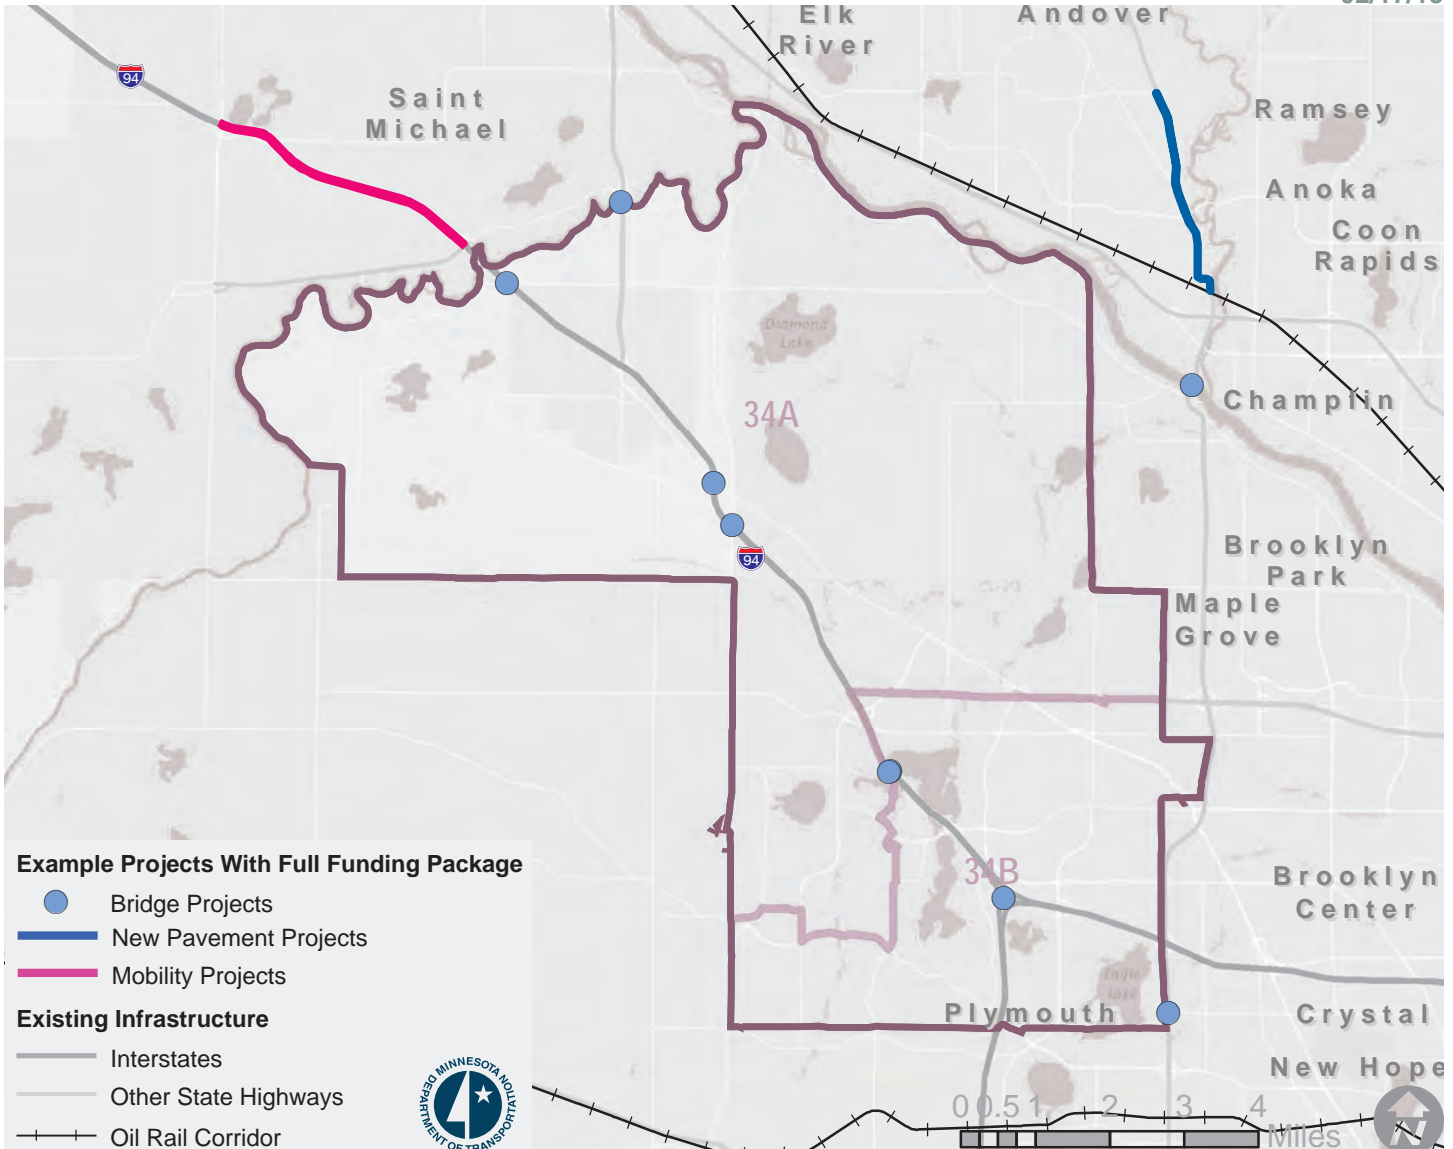 Elk
River
Andover
94
Saint
Michael
Ramsey
Anoka
Coon
Rapids
Diamond
Lake
34A
Champlin
94
Brooklyn
Park
Maple
Grove
34B
Brooklyn
Center
Eagle
Lake
Plymouth
Crystal
New Hope
Example Projects With Full Funding Package
Bridge Projects
New Pavement Projects
Mobility Projects
Existing Infrastructure
Interstates
Other State Highways
Oil Rail Corridor
MINNESOTA DEPARTMENT OF TRANSPORTATION
0 0.5 1 2 3 4
Miles
N